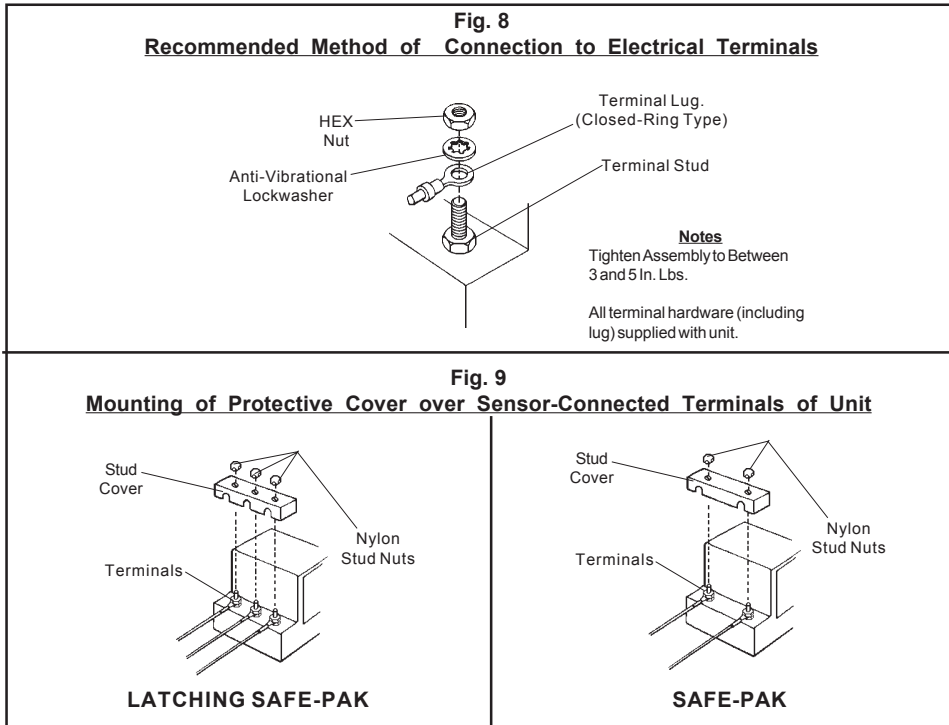 Fig. 8
Recommended Method of Connection to Electrical Terminals
HEX
Nut
Anti-Vibrational
Lockwasher
Terminal Lug.
(Closed-Ring Type)
Terminal Stud
Notes
Tighten Assembly to Between
3 and 5 In. Lbs.
All terminal hardware (including
lug) supplied with unit.
Fig. 9
Mounting of Protective Cover over Sensor-Connected Terminals of Unit
Stud
Cover
Nylon
Stud Nuts
Terminals
LATCHING SAFE-PAK
Stud
Cover
Nylon
Stud Nuts
Terminals
SAFE-PAK